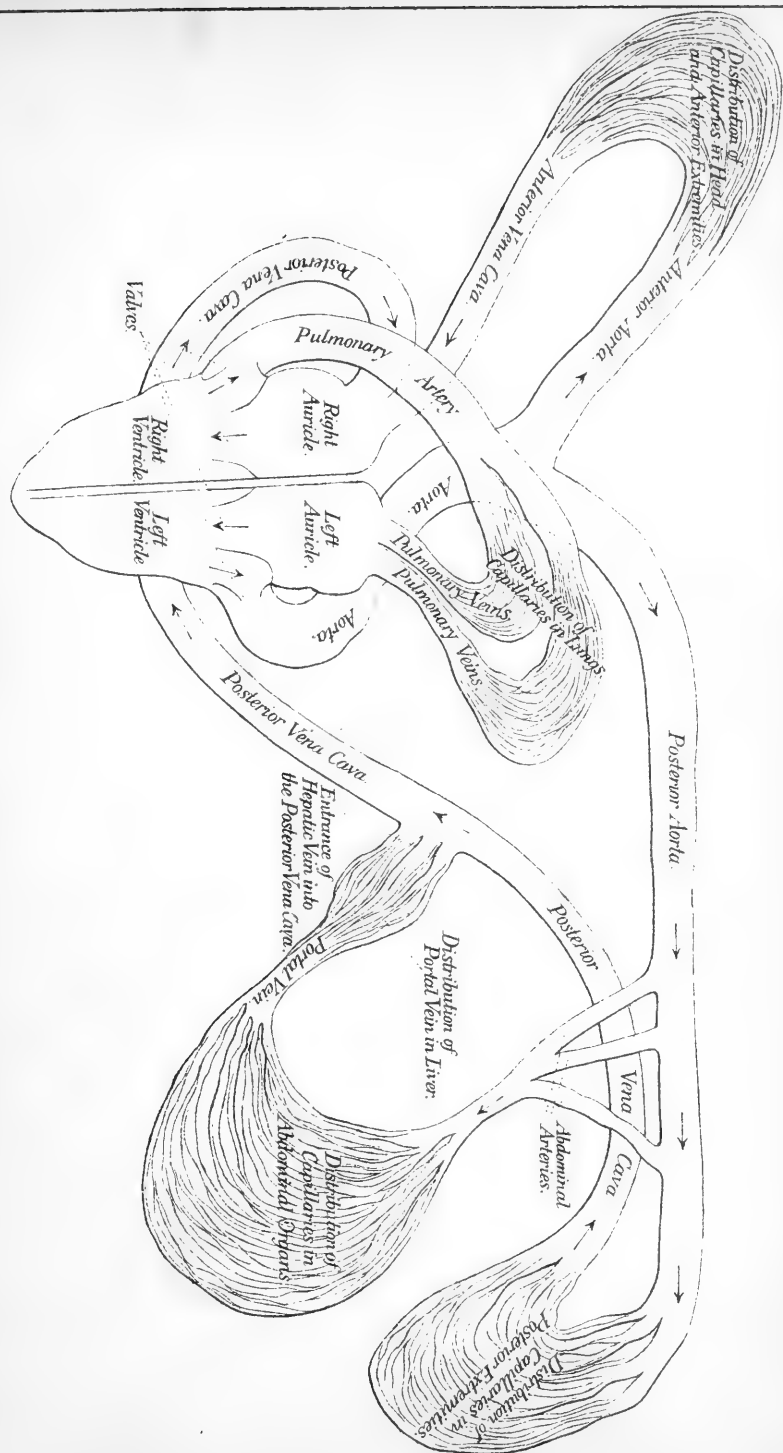 Distribution of
Capillaries in Head
and Anterior Extremities.
Anterior Vena Cava
Anterior Aorta.
Posterior Vena Cava.
Valves.
Pulmonary Artery
Right
Auricle.
Right
Ventricle.
Left
Ventricle
Left
Auricle.
Aorta
Aorta.
Pulmonary Veins
Pulmonary Veins
Distribution of
Capillaries in Lungs
Posterior Aorta.
Posterior Vena Cava.
Entrance of
Hepatic Vein into
the Posterior Vena Cava.
Portal Vein.
Distribution of
Portal Vein in Liver.
Posterior Vena Cava
Abdominal
Arteries.
Distribution of
Capillaries in
Abdominal Organs
Distribution of
Capillaries in
Posterior Extremities.